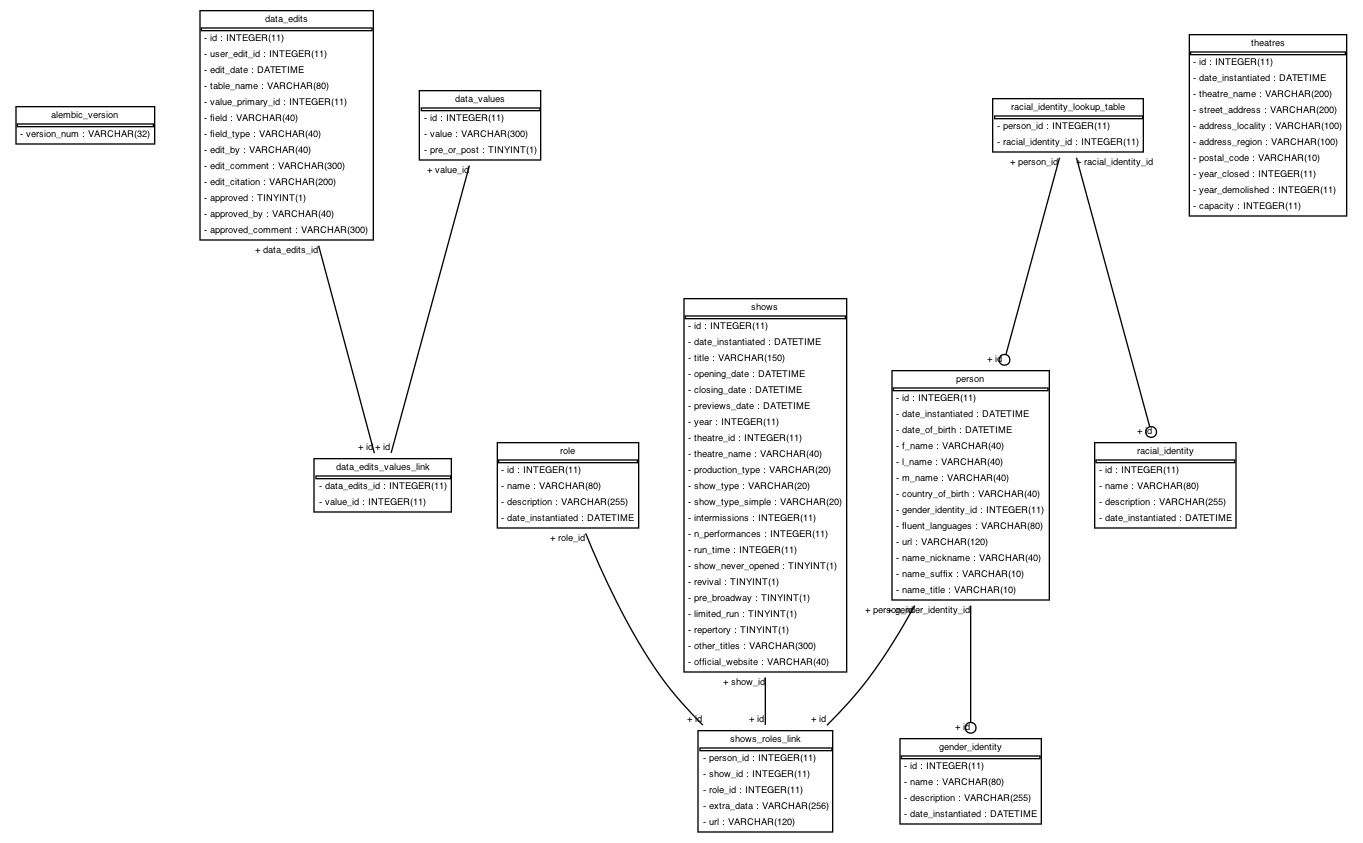 alembic_version
- version_num : VARCHAR(32)
data_edits
- id : INTEGER(11)
- user_edit_id : INTEGER(11)
- edit_date : DATETIME
- table_name : VARCHAR(80)
- value_primary_id : INTEGER(11)
- field : VARCHAR(40)
- field_type : VARCHAR(40)
- edit_by : VARCHAR(40)
- edit_comment : VARCHAR(300)
- edit_citation : VARCHAR(200)
- approved : TINYINT(1)
- approved_by : VARCHAR(40)
- approved_comment : VARCHAR(300)
+ data_edits_id
data_values
- id : INTEGER(11)
- value : VARCHAR(300)
- pre_or_post : TINYINT(1)
+ value_id
racial_identity_lookup_table
- person_id : INTEGER(11)
- racial_identity_id : INTEGER(11)
+ person_id
+ racial_identity_id
theatres
- id : INTEGER(11)
- date_instantiated : DATETIME
- theatre_name : VARCHAR(200)
- street_address : VARCHAR(200)
- address_locality : VARCHAR(100)
- address_region : VARCHAR(100)
- postal_code : VARCHAR(10)
- year_closed : INTEGER(11)
- year_demolished : INTEGER(11)
- capacity : INTEGER(11)
+ id
+ id
data_edits_values_link
- data_edits_id : INTEGER(11)
- value_id : INTEGER(11)
role
- id : INTEGER(11)
- name : VARCHAR(80)
- description : VARCHAR(255)
- date_instantiated : DATETIME
+ role_id
shows
- id : INTEGER(11)
- date_instantiated : DATETIME
- title : VARCHAR(150)
- opening_date : DATETIME
- closing_date : DATETIME
- previews_date : DATETIME
- year : INTEGER(11)
- theatre_id : INTEGER(11)
- theatre_name : VARCHAR(40)
- production_type : VARCHAR(20)
- show_type : VARCHAR(20)
- show_type_simple : VARCHAR(20)
- intermissions : INTEGER(11)
- n_performances : INTEGER(11)
- run_time : INTEGER(11)
- show_never_opened : TINYINT(1)
- revival : TINYINT(1)
- pre_broadway : TINYINT(1)
- limited_run : TINYINT(1)
- repertory : TINYINT(1)
- other_titles : VARCHAR(300)
- official_website : VARCHAR(40)
+ show_id
+ id
person
- id : INTEGER(11)
- date_instantiated : DATETIME
- date_of_birth : DATETIME
- f_name : VARCHAR(40)
- l_name : VARCHAR(40)
- m_name : VARCHAR(40)
- country_of_birth : VARCHAR(40)
- gender_identity_id : INTEGER(11)
- fluent_languages : VARCHAR(80)
- url : VARCHAR(120)
- name_nickname : VARCHAR(40)
- name_suffix : VARCHAR(10)
- name_title : VARCHAR(10)
+ person_id
+ gender_identity_id
+ id
racial_identity
- id : INTEGER(11)
- name : VARCHAR(80)
- description : VARCHAR(255)
- date_instantiated : DATETIME
+ id
+ id
+ id
shows_roles_link
- person_id : INTEGER(11)
- show_id : INTEGER(11)
- role_id : INTEGER(11)
- extra_data : VARCHAR(256)
- url : VARCHAR(120)
+ id
gender_identity
- id : INTEGER(11)
- name : VARCHAR(80)
- description : VARCHAR(255)
- date_instantiated : DATETIME